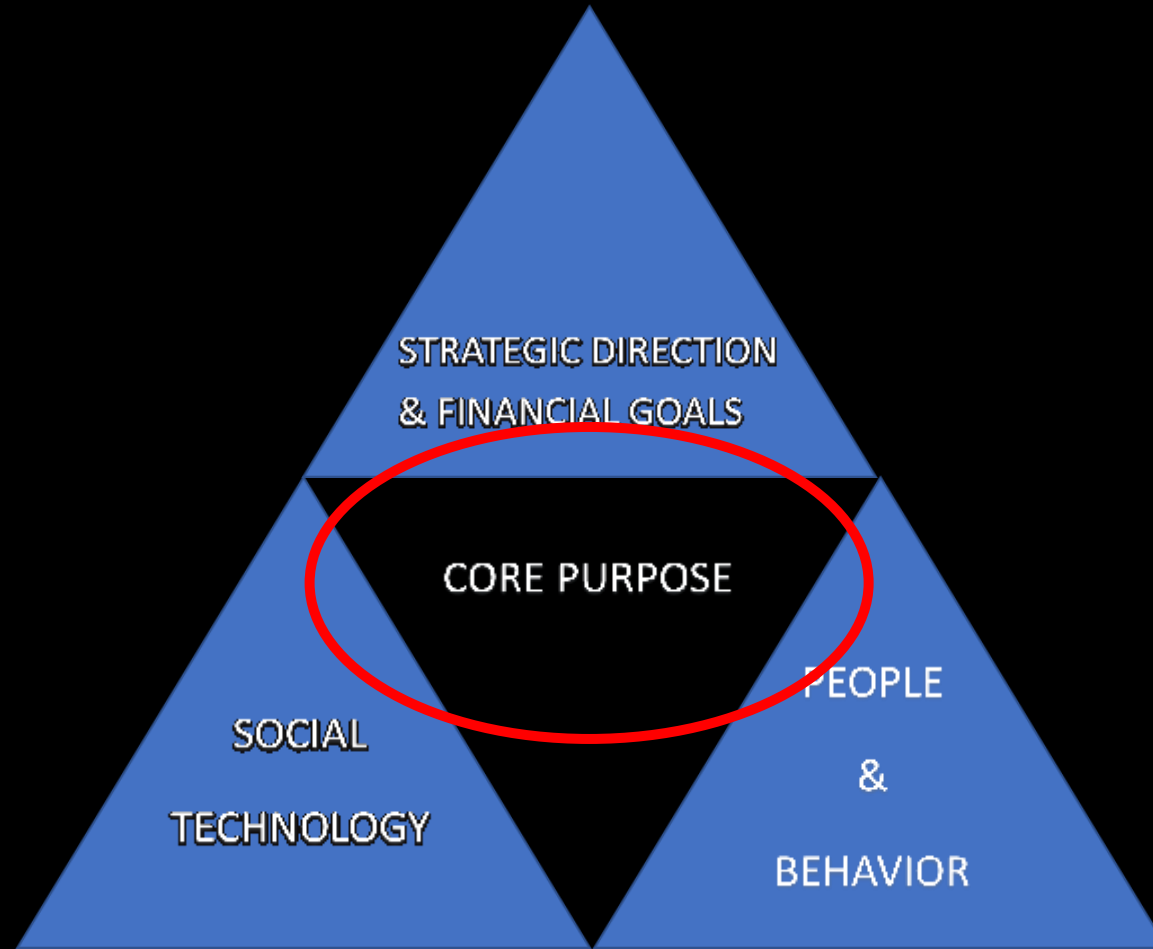 STRATEGIC DIRECTION
& FINANCIAL GOALS
CORE PURPOSE
SOCIAL
TECHNOLOGY
PEOPLE
&
BEHAVIOR